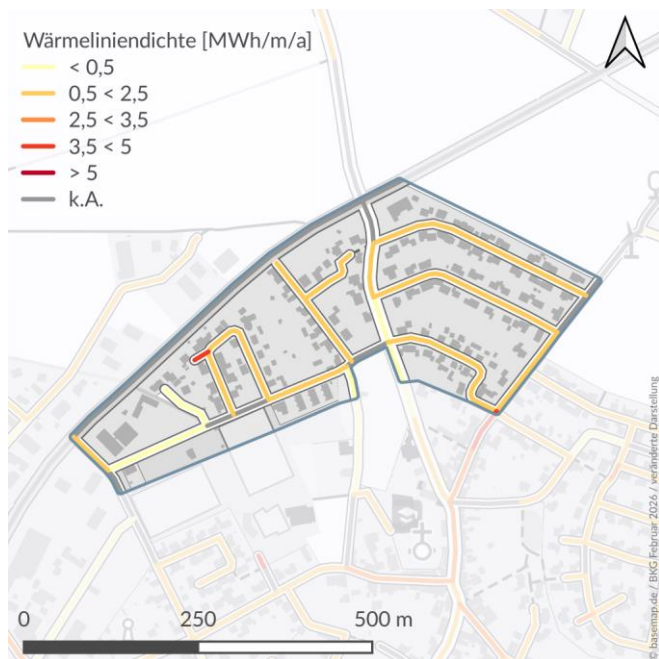 Wärmeliniendichte [MWh/m/a]
< 0,5
0,5 < 2,5
2,5 < 3,5
3,5 < 5
> 5
k.A.
0 250 500 m
© basemap.de / BKG Februar 2026 / veränderte Darstellung